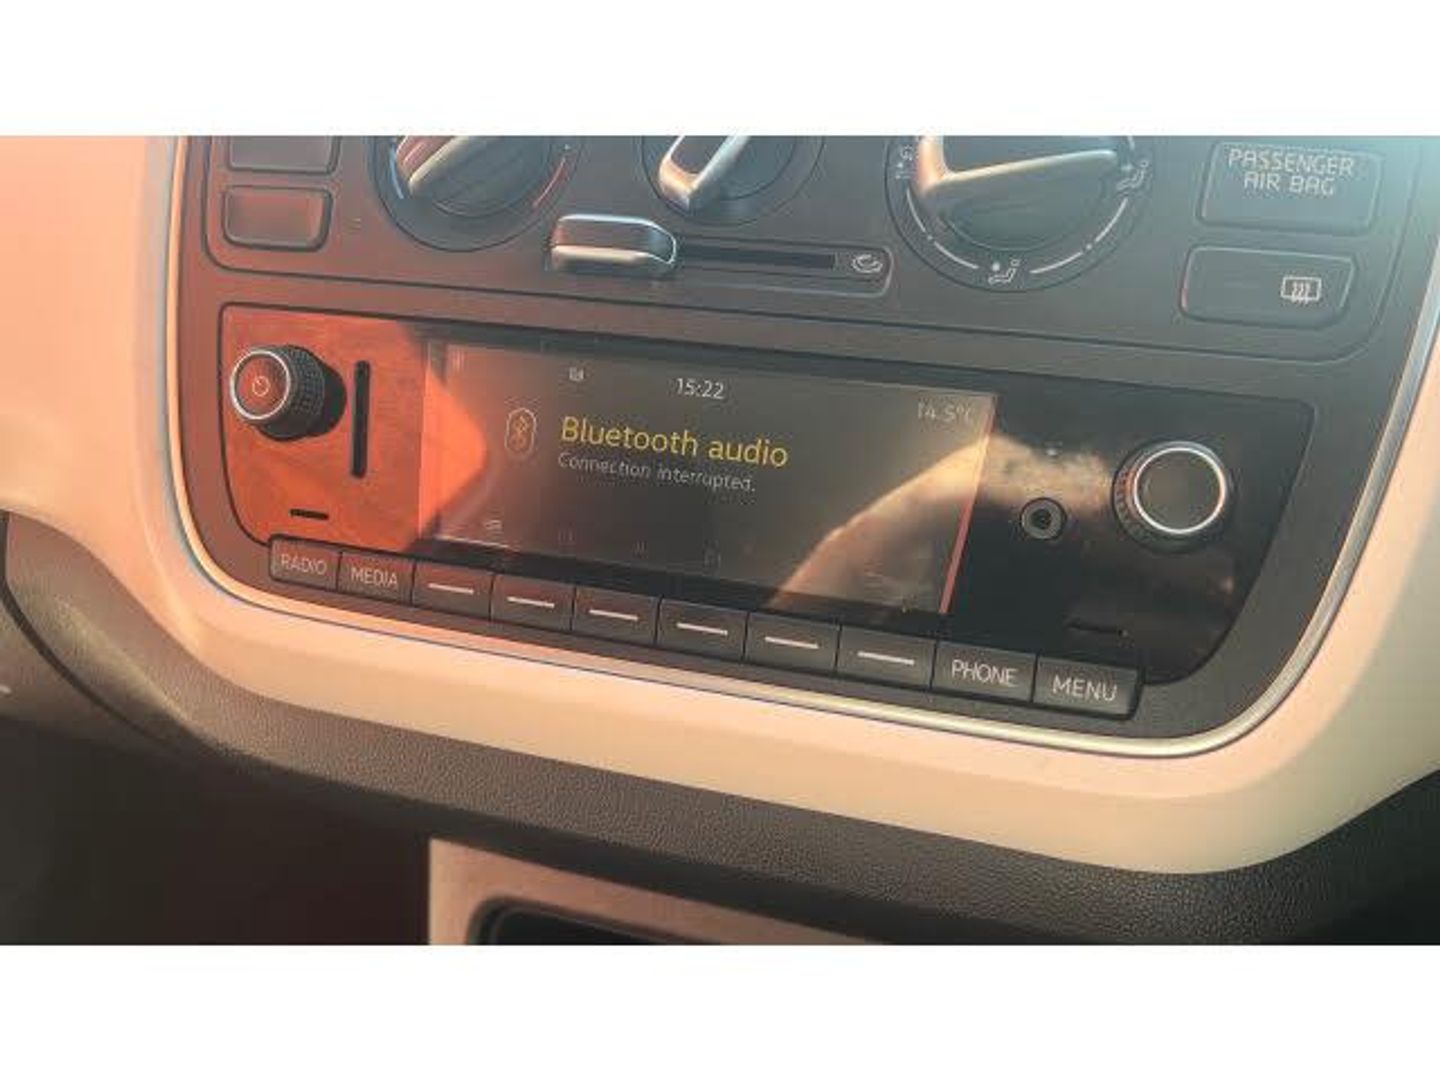 PASSENGER
AIR BAG
15:22
14.5°C
Bluetooth audio
Connection interrupted.
RADIO
MEDIA
PHONE
MENU